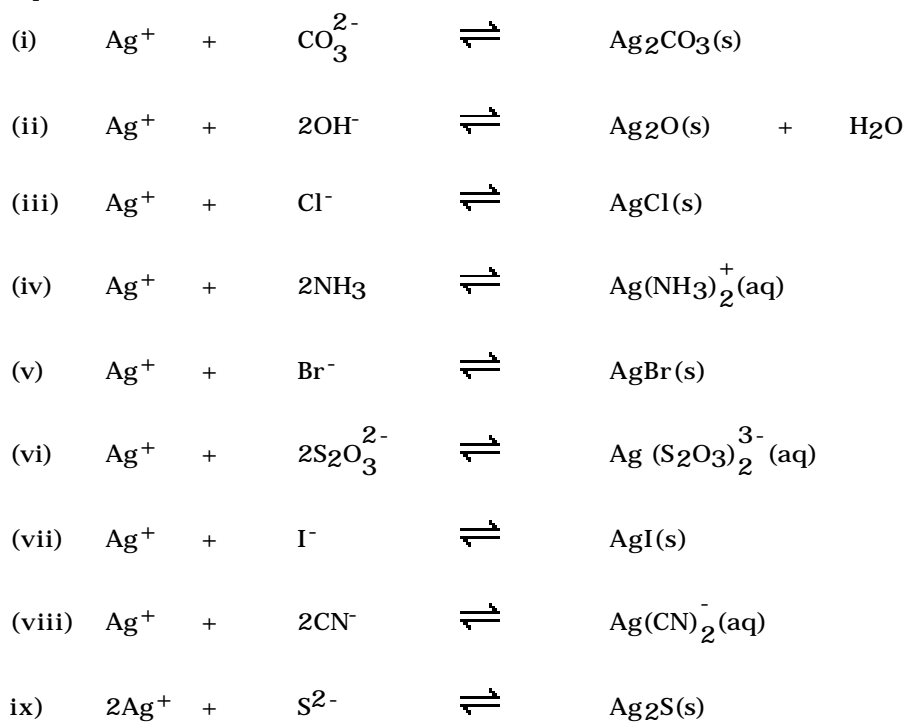 (i) Ag⁺ + CO₃²⁻ ⇌ Ag₂CO₃(s)
(ii) Ag⁺ + 2OH⁻ ⇌ Ag₂O(s) + H₂O
(iii) Ag⁺ + Cl⁻ ⇌ AgCl(s)
(iv) Ag⁺ + 2NH₃ ⇌ Ag(NH₃)₂⁺(aq)
(v) Ag⁺ + Br⁻ ⇌ AgBr(s)
(vi) Ag⁺ + 2S₂O₃²⁻ ⇌ Ag (S₂O₃)₂³⁻(aq)
(vii) Ag⁺ + I⁻ ⇌ AgI(s)
(viii) Ag⁺ + 2CN⁻ ⇌ Ag(CN)₂⁻(aq)
ix) 2Ag⁺ + S²⁻ ⇌ Ag₂S(s)